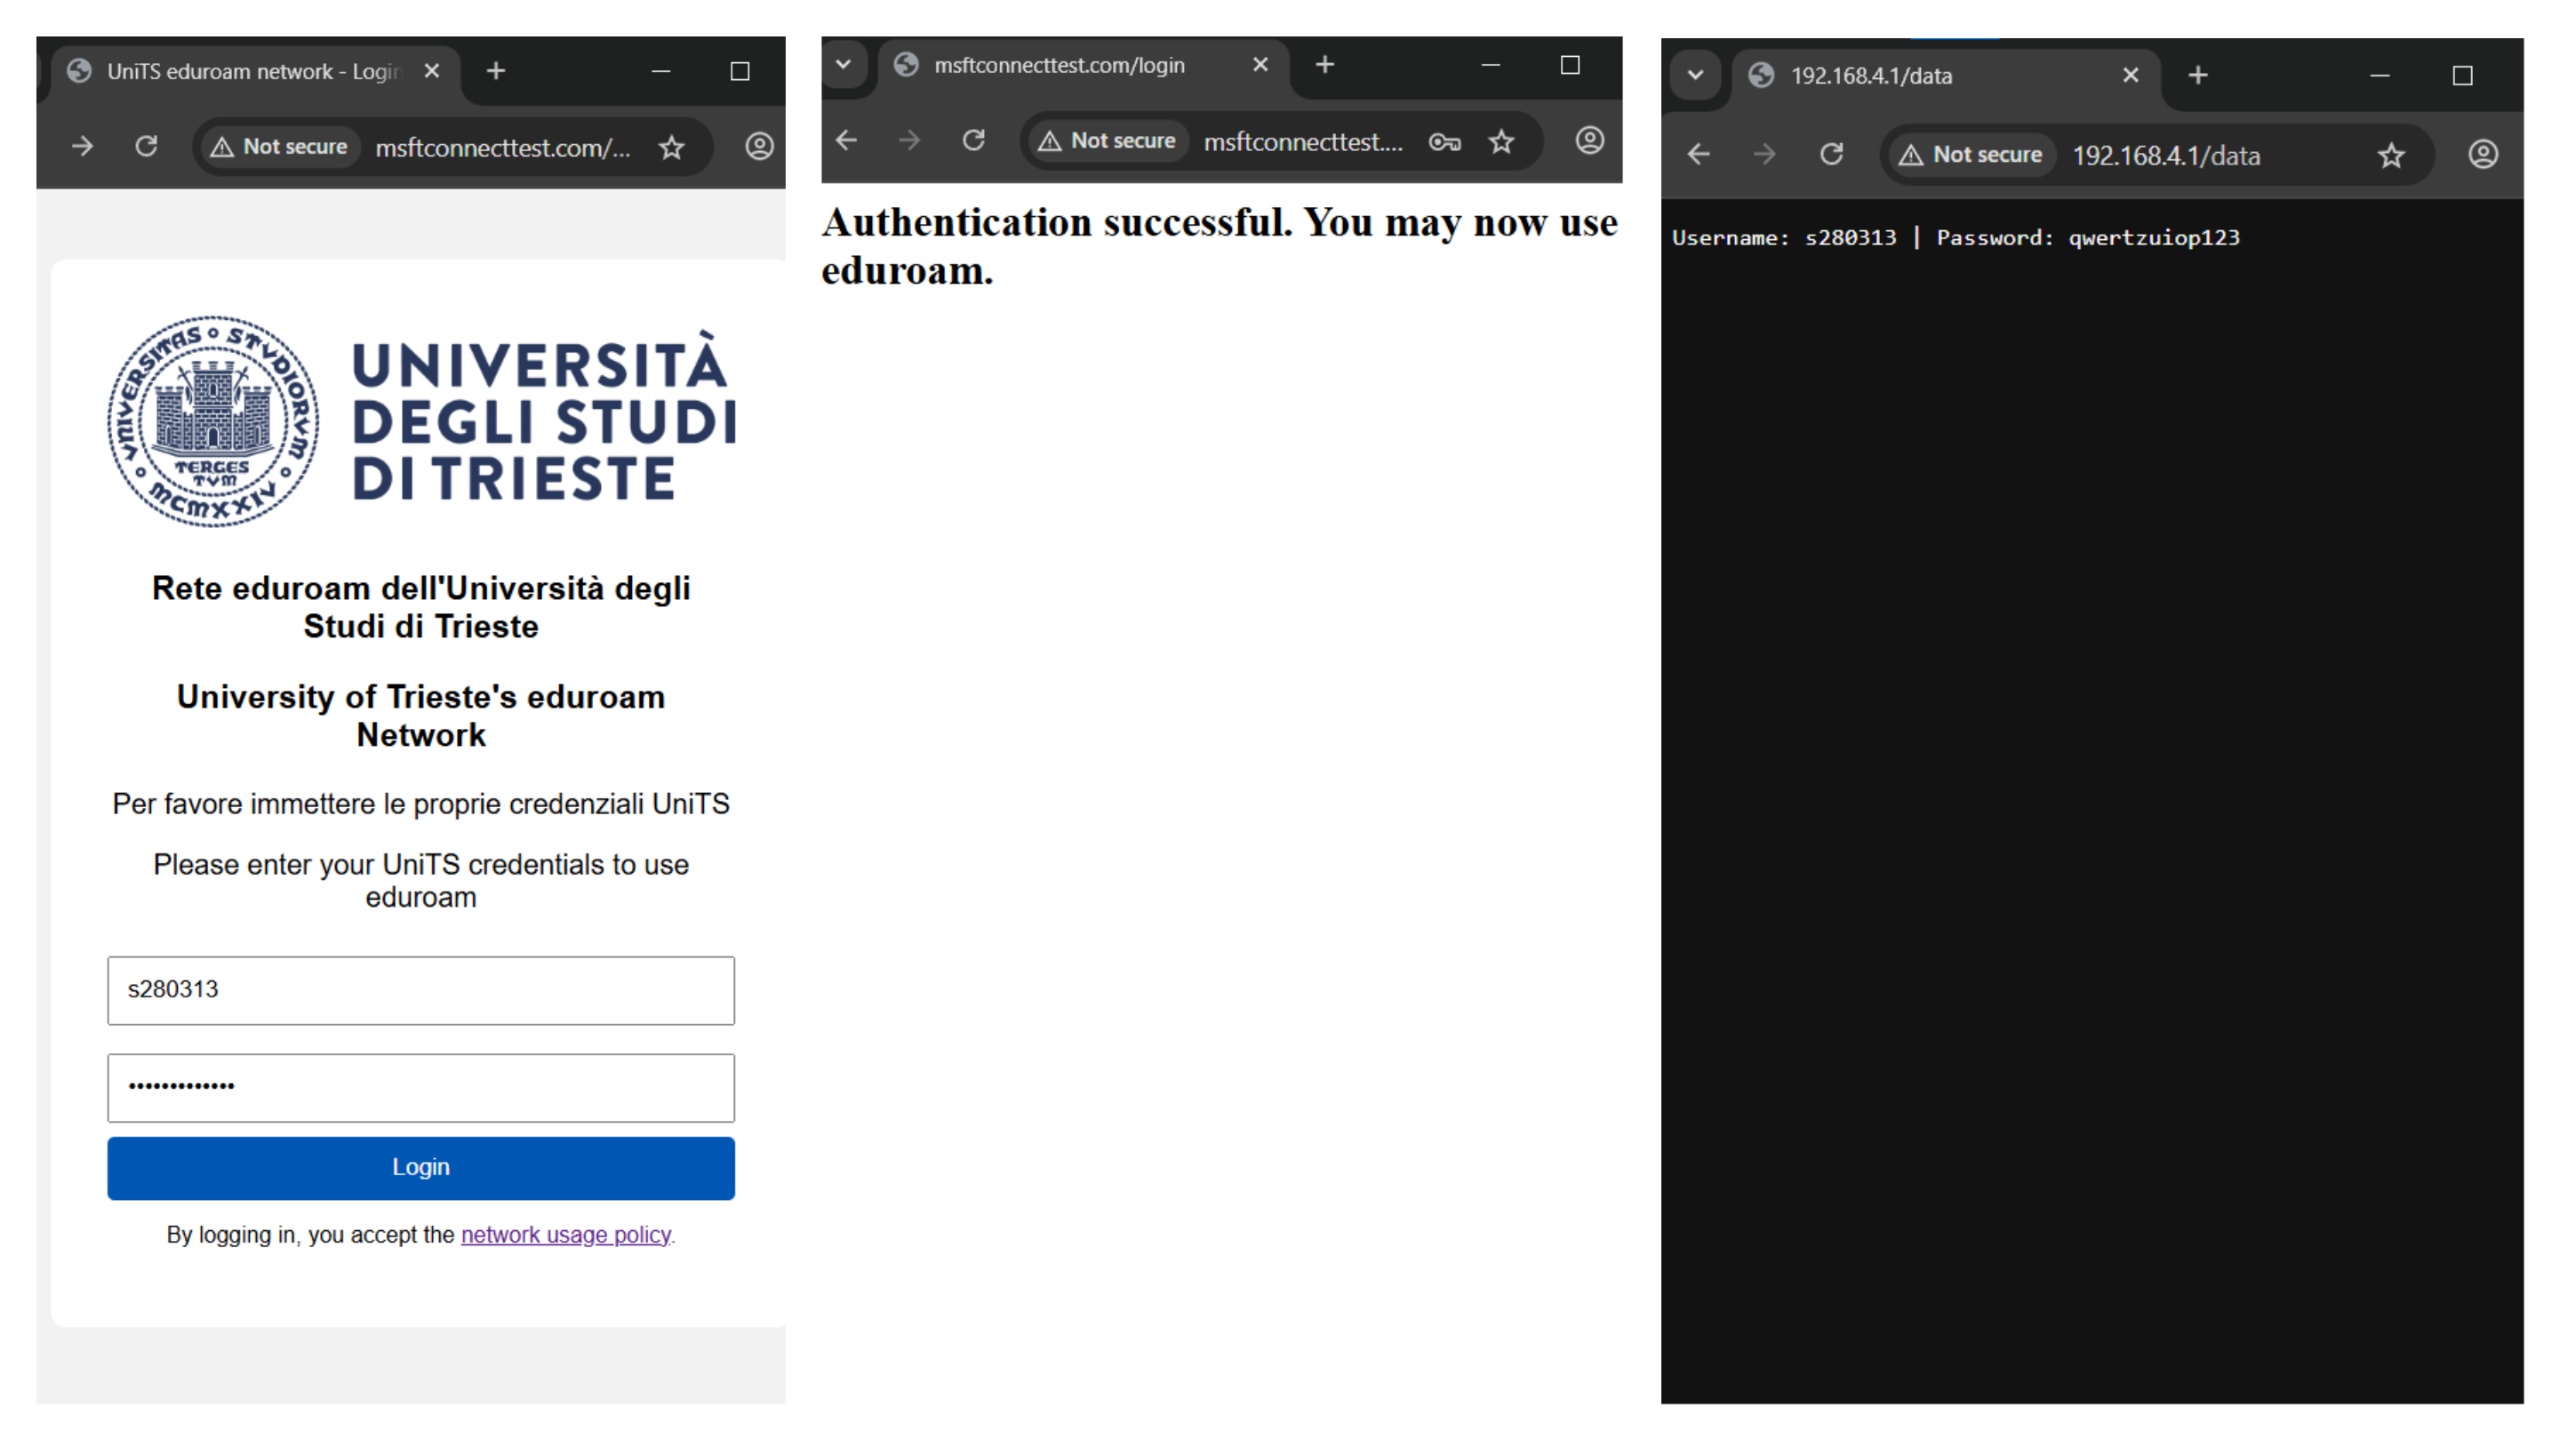 UniTS eduroam network - Login
Not secure
msftconnecttest.com/...
UNIVERSITAS STVDIORVM
TERGES
TVM
MCMXXIV
UNIVERSITÀ
DEGLI STUDI
DI TRIESTE
Rete eduroam dell'Università degli
Studi di Trieste
University of Trieste's eduroam
Network
Per favore immettere le proprie credenziali UniTS
Please enter your UniTS credentials to use
eduroam
s280313
•••••••••••••
Login
By logging in, you accept the network usage policy.
msftconnecttest.com/login
Not secure
msftconnecttest....
Authentication successful. You may now use
eduroam.
192.168.4.1/data
Not secure
192.168.4.1/data
Username: s280313 | Password: qwertzuiop123